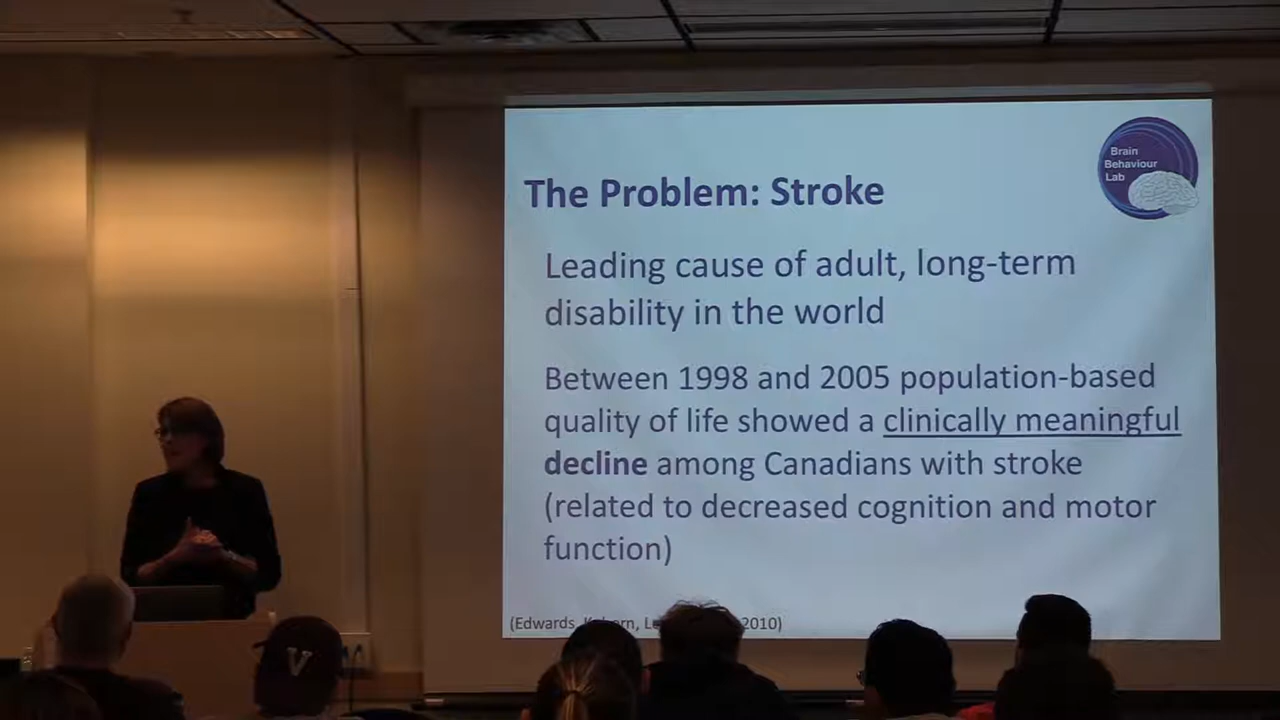 Brain
Behaviour
Lab
The Problem: Stroke
Leading cause of adult, long-term
disability in the world
Between 1998 and 2005 population-based
quality of life showed a clinically meaningful
decline among Canadians with stroke
(related to decreased cognition and motor
function)
(Edwards, 2010)
V